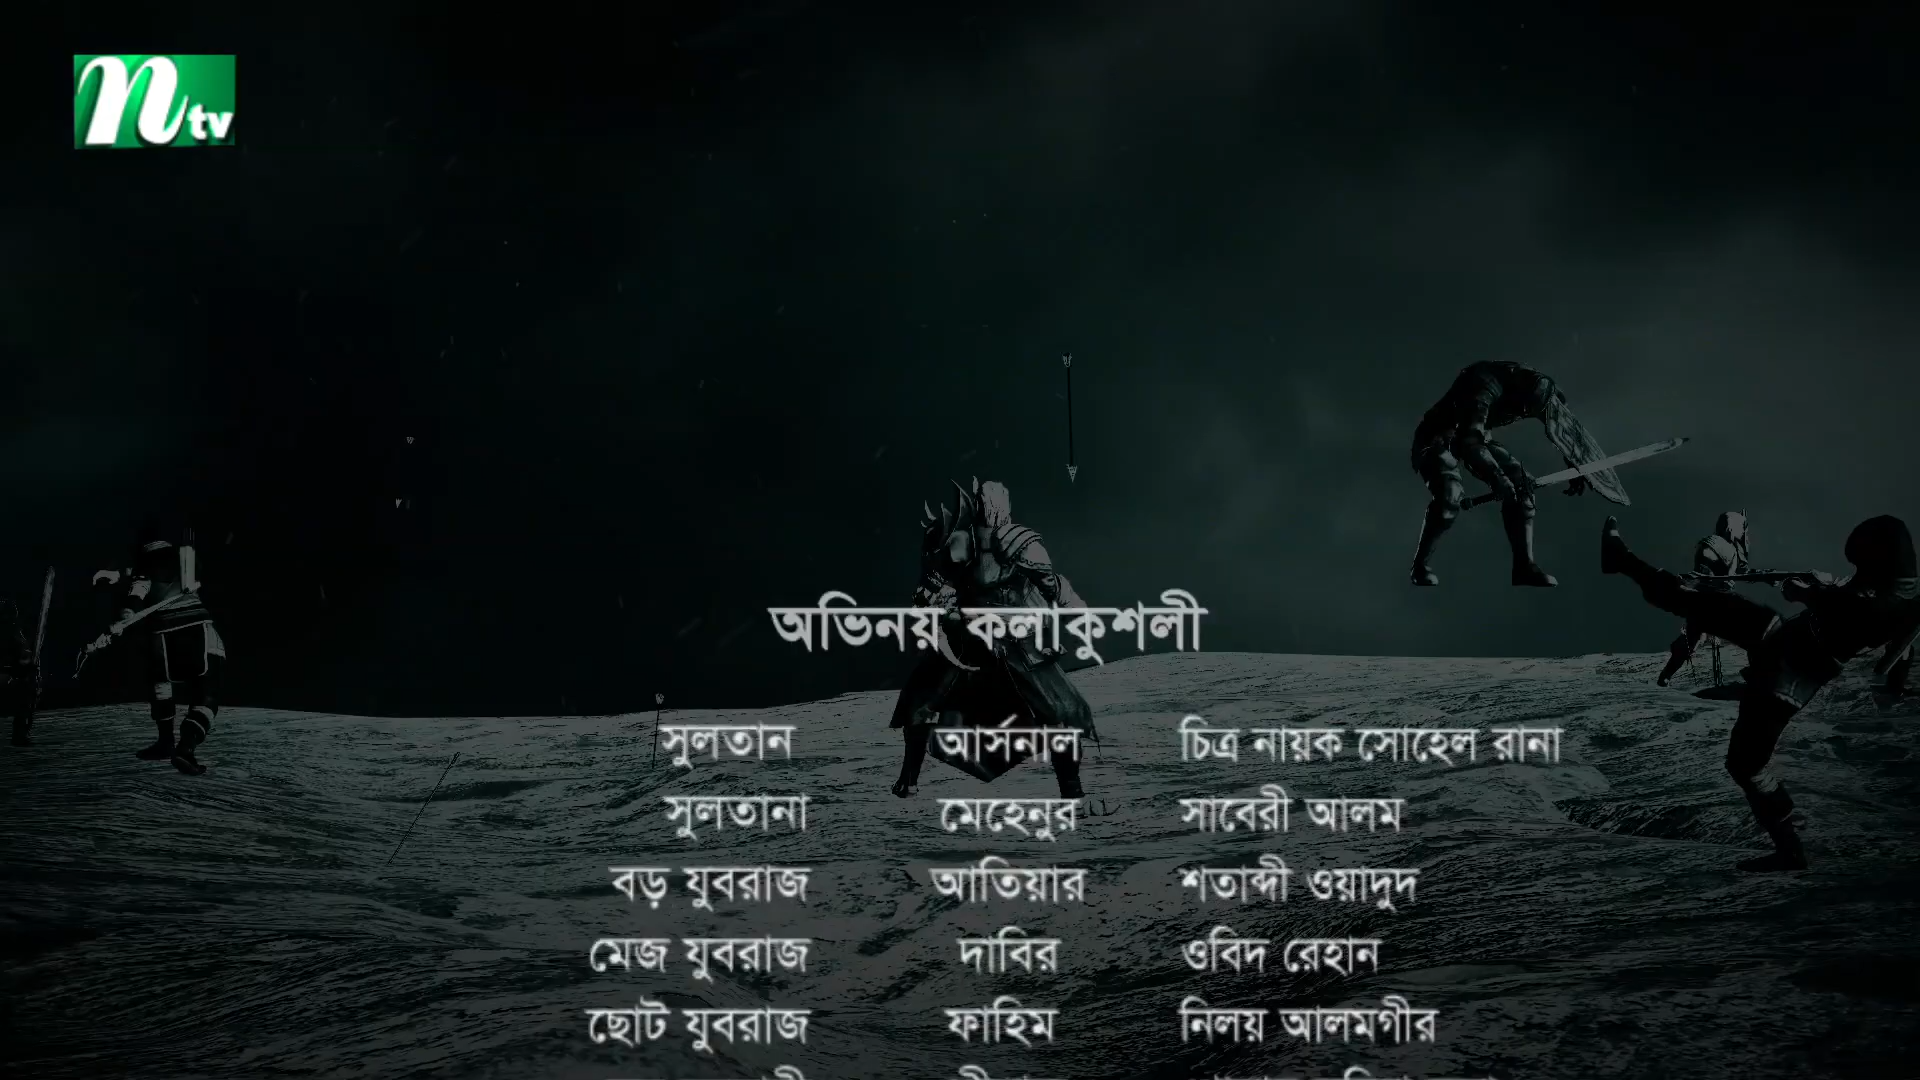 ntv
অভিনয় কলাকুশলী
সুলতান আর্সনাল চিত্র নায়ক সোহেল রানা
সুলতানা মেহেনুর সাবেরী আলম
বড় যুবরাজ আতিয়ার শতাব্দী ওয়াদুদ
মেজ যুবরাজ দাবির ওবিদ রেহান
ছোট যুবরাজ ফাহিম নিলয় আলমগীর